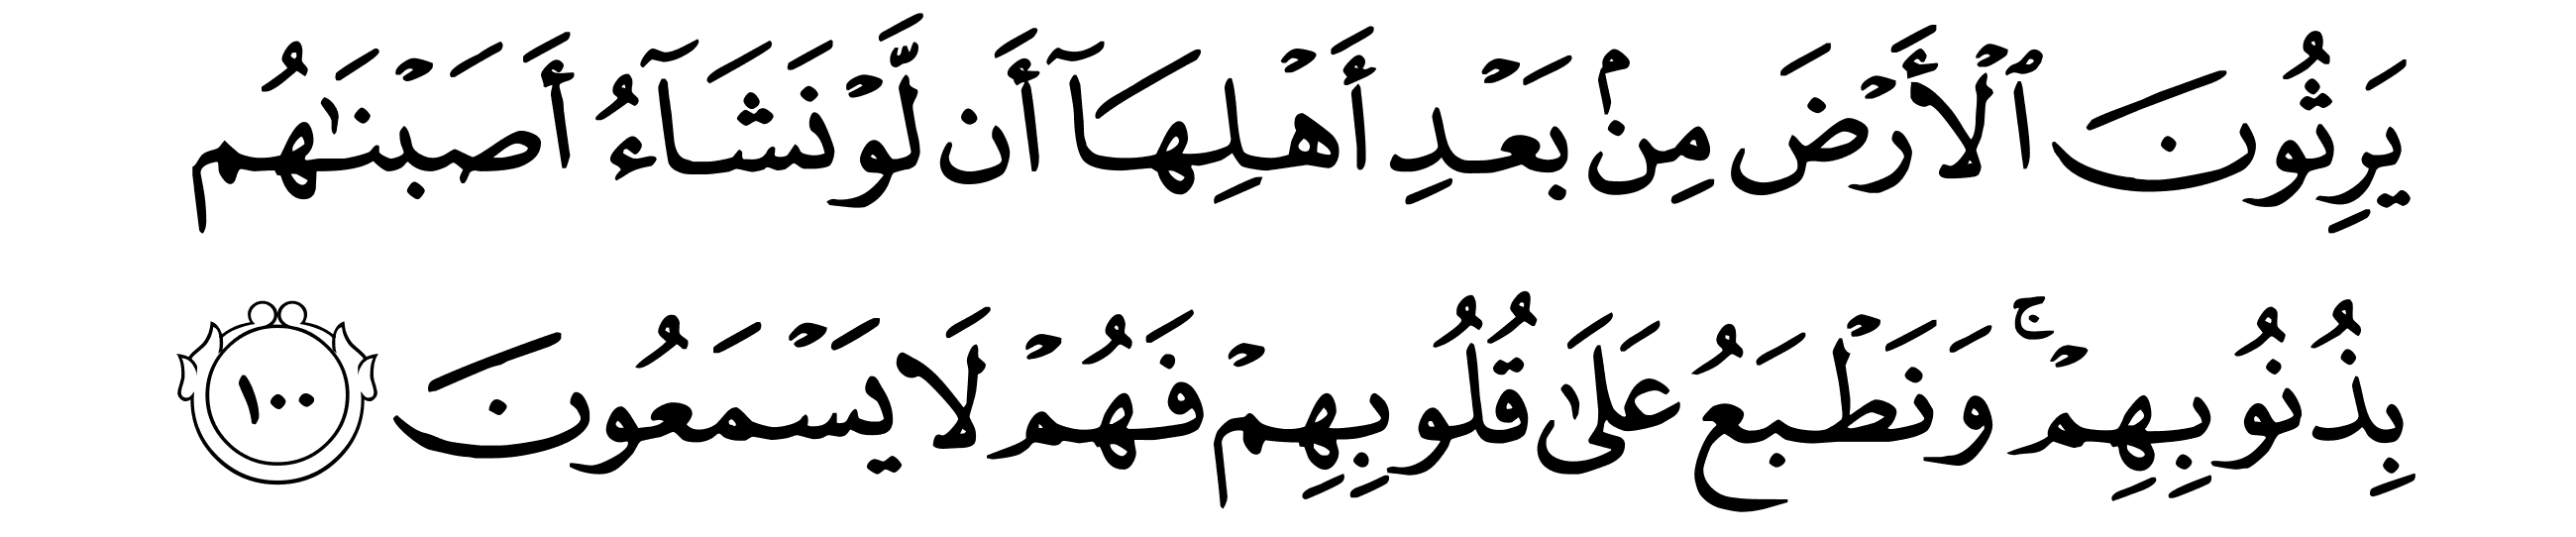 يَرِثُونَ ٱلْأَرْضَ مِنۢ بَعْدِ أَهْلِهَآ أَن لَّوْ نَشَآءُ أَصَبْنَـٰهُم
بِذُنُوبِهِمْ ۚ وَنَطْبَعُ عَلَىٰ قُلُوبِهِمْ فَهُمْ لَا يَسْمَعُونَ ١٠٠